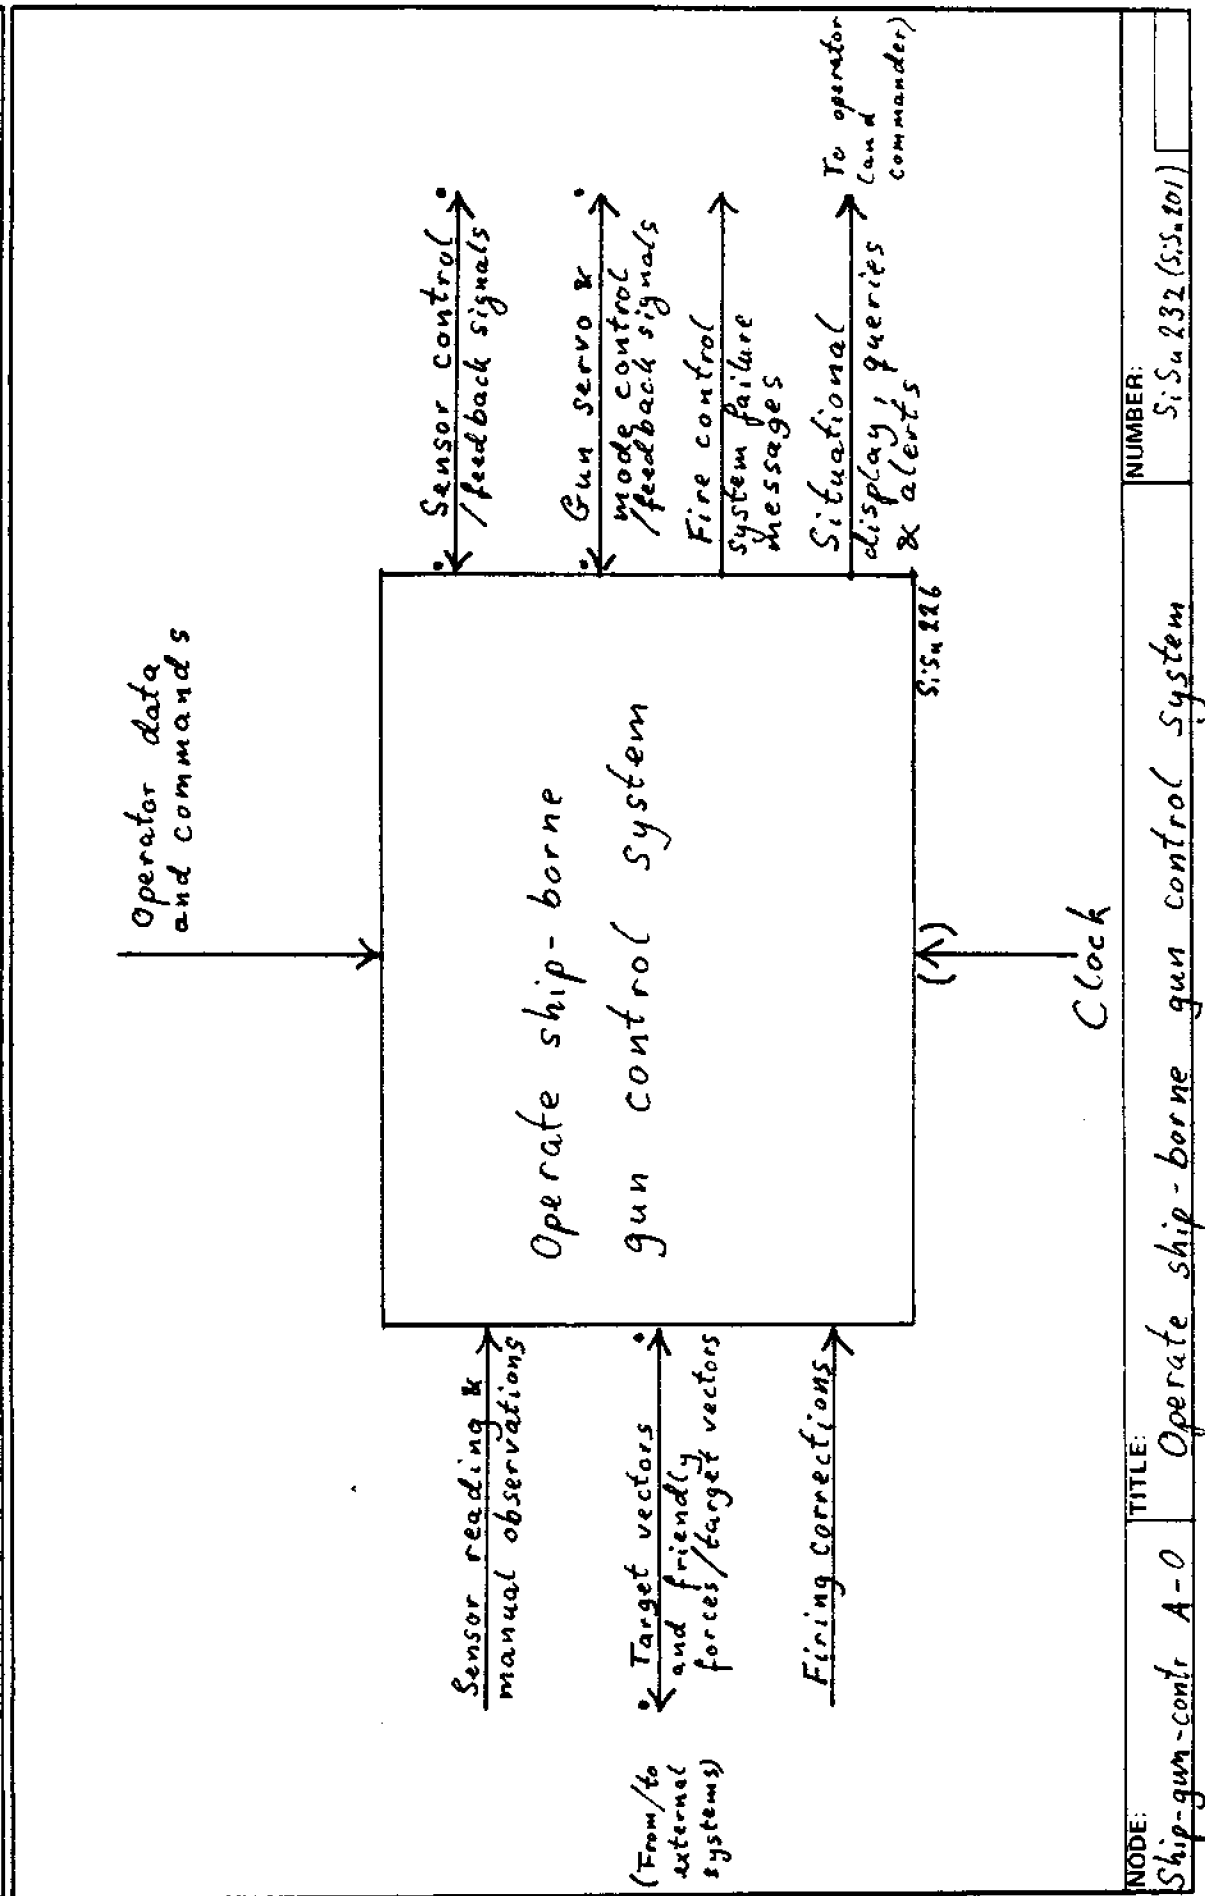 Operator data
and commands
Sensor reading &
manual observations
(From/to
external
systems)
Target vectors
and friendly
forces/target vectors
Firing corrections
Operate ship-borne
gun control system
SiSu 226
(  )
Clock
Sensor control
/feedback signals
Gun servo &
mode control
/feedback signals
Fire control
system failure
messages
Situational
display, queries
& alerts
To operator
(and
commander)
NODE:
Ship-gun-contr A-0
TITLE:
Operate ship-borne gun control system
NUMBER:
SiSu 232 (SiSu 201)